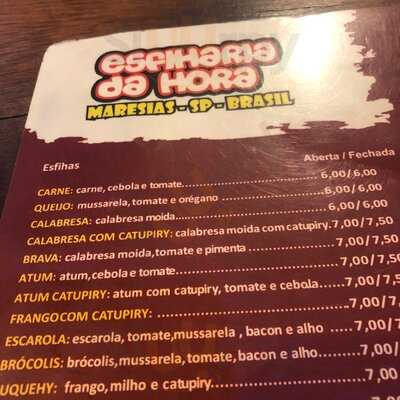 esfiharia
da Hora
MARESIAS - SP - BRASIL
Esfihas
Aberta / Fechada
CARNE: carne, cebola e tomate 6,00/6,00
QUEIJO: mussarela, tomate e orégano 6,00/6,00
CALABRESA: calabresa moida 6,00/6,00
CALABRESA COM CATUPIRY: calabresa moida com catupiry. 7,00/7,50
BRAVA: calabresa moida, tomate e pimenta 7,00/7,50
ATUM: atum, cebola e tomate 7,00/7,50
ATUM CATUPIRY: atum com catupiry, tomate e cebola 7,00/7,50
FRANGO COM CATUPIRY: 7,00/7
ESCAROLA: escarola, tomate, mussarela , bacon e alho 7,00/7
BRÓCOLIS: brócolis, mussarela, tomate, bacon e alho 7,00/
UQUEHY: frango, milho e catupiry 7,00